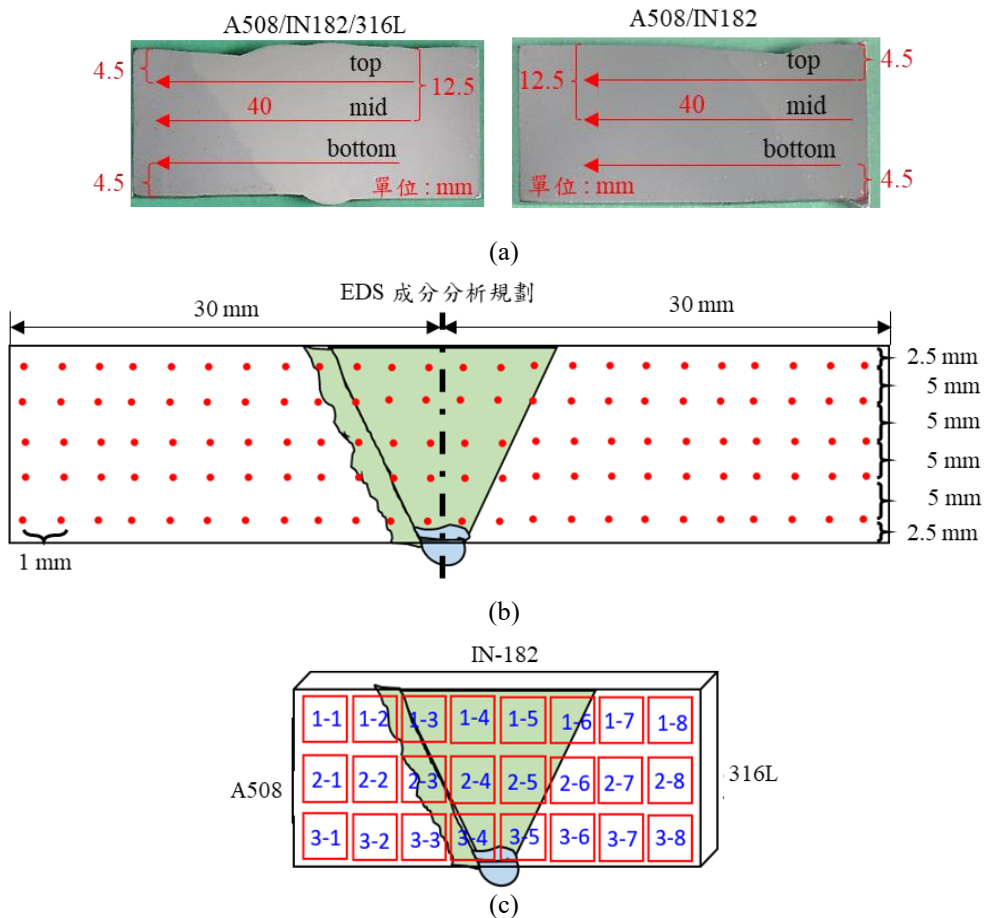 A508/IN182/316L
A508/IN182
4.5
top
12.5
40
mid
bottom
4.5
單位 : mm
12.5
top
4.5
40
mid
bottom
4.5
單位 : mm
(a)
EDS 成分分析規劃
30 mm
30 mm
2.5 mm
5 mm
5 mm
5 mm
5 mm
2.5 mm
1 mm
(b)
IN-182
1-1 1-2 1-3 1-4 1-5 1-6 1-7 1-8
A508
2-1 2-2 2-3 2-4 2-5 2-6 2-7 2-8
316L
3-1 3-2 3-3 3-4 3-5 3-6 3-7 3-8
(c)